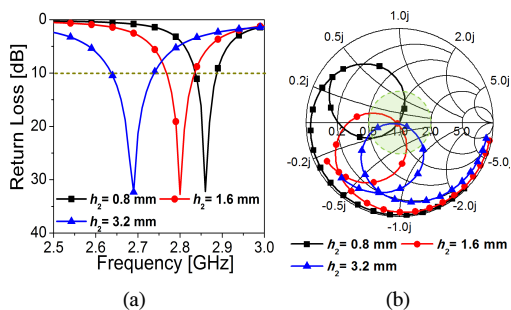 Return Loss [dB]
0
10
20
30
40
2.5 2.6 2.7 2.8 2.9 3.0
Frequency [GHz]
h2= 0.8 mm h2= 1.6 mm
h2= 3.2 mm
(a)
1.0j
0.5j 2.0j
0.2j 5.0j
0.2 0.5 1.0 2.0 5.0
-0.2j -5.0j
-0.5j -2.0j
-1.0j
h2= 0.8 mm h2= 1.6 mm
h2= 3.2 mm
(b)